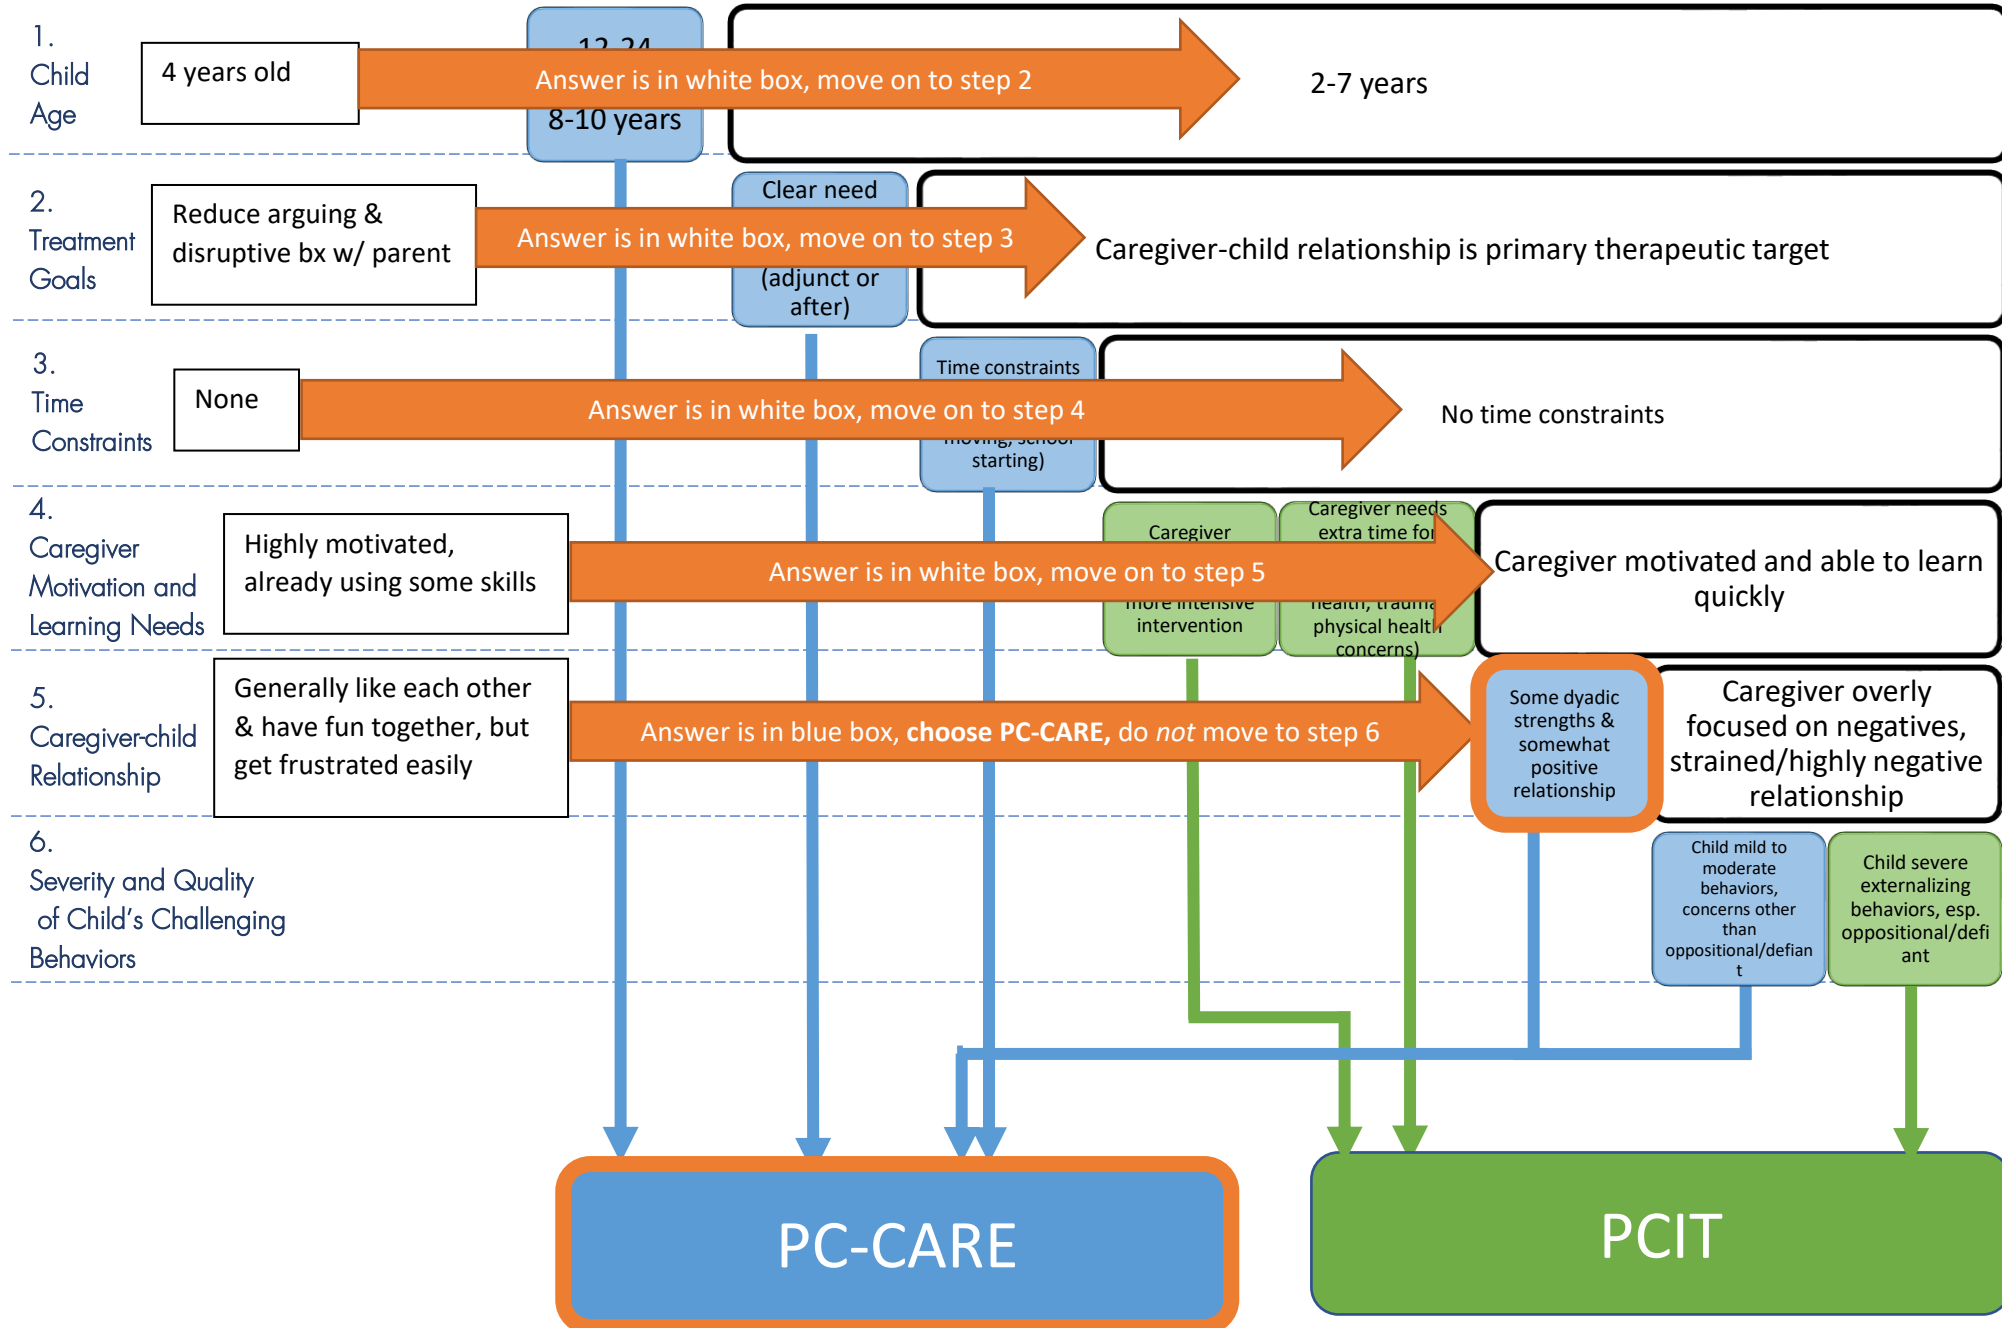 1.
Child
Age
4 years old
12-24
8-10 years
Answer is in white box, move on to step 2
2-7 years
2.
Treatment
Goals
Reduce arguing &
disruptive bx w/ parent
Clear need
(adjunct or
after)
Answer is in white box, move on to step 3
Caregiver-child relationship is primary therapeutic target
3.
Time
Constraints
None
Time constraints
moving, school
starting)
Answer is in white box, move on to step 4
No time constraints
4.
Caregiver
Motivation and
Learning Needs
Highly motivated,
already using some skills
Caregiver
more intensive
intervention
Caregiver needs
extra time for
health, trauma,
physical health
concerns)
Answer is in white box, move on to step 5
Caregiver motivated and able to learn
quickly
5.
Caregiver-child
Relationship
Generally like each other
& have fun together, but
get frustrated easily
Answer is in blue box, choose PC-CARE, do not move to step 6
Some dyadic
strengths &
somewhat
positive
relationship
Caregiver overly
focused on negatives,
strained/highly negative
relationship
6.
Severity and Quality
of Child's Challenging
Behaviors
Child mild to
moderate
behaviors,
concerns other
than
oppositional/defian
t
Child severe
externalizing
behaviors, esp.
oppositional/defi
ant
PC-CARE
PCIT